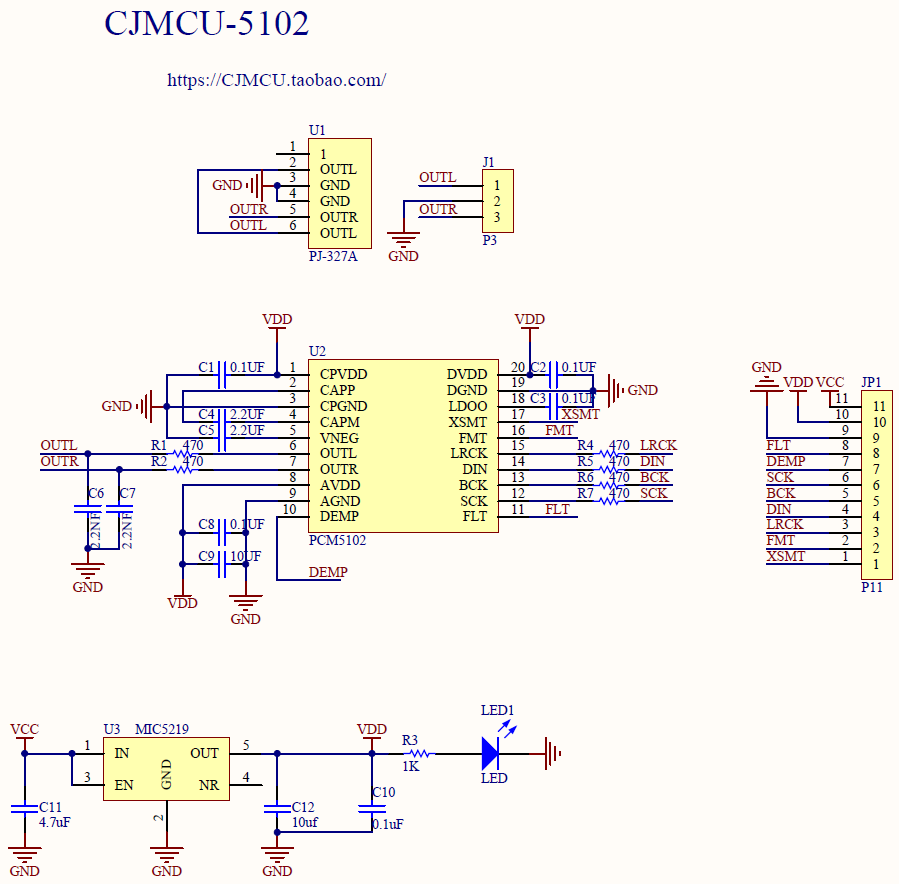 CJMCU-5102
https://CJMCU.taobao.com/
U1
1 1
2 OUTL
GND 3 GND
4 GND
OUTR 5 OUTR
OUTL 6 OUTL
PJ-327A
J1
OUTL 1
2
OUTR 3
GND P3
VDD
VDD
U2
C1 0.1UF 1 CPVDD DVDD 20 C2 0.1UF
2 CAPP DGND 19
GND 3 CPGND LDOO 18 C3 0.1UF GND
C4 2.2UF 4 CAPM XSMT 17 XSMT
C5 2.2UF 5 VNEG FMT 16 FMT
OUTL R1 470 6 OUTL LRCK 15 R4 470 LRCK
OUTR R2 470 7 OUTR DIN 14 R5 470 DIN
8 AVDD BCK 13 R6 470 BCK
C6 C7 9 AGND SCK 12 R7 470 SCK
10 DEMP FLT 11 FLT
2.2NF 2.2NF
C8 0.1UF PCM5102
C9 10UF
DEMP
GND
VDD
GND
GND
VDD VCC JP1
11 11
10 10
9 9
FLT 8 8
DEMP 7 7
SCK 6 6
BCK 5 5
DIN 4 4
LRCK 3 3
FMT 2 2
XSMT 1 1
P11
VCC
U3 MIC5219
VDD
LED1
1 IN OUT 5
R3
1K
3 EN GND NR 4
LED
2
C11
4.7uF
C12
10uf
C10
0.1uF
GND
GND
GND